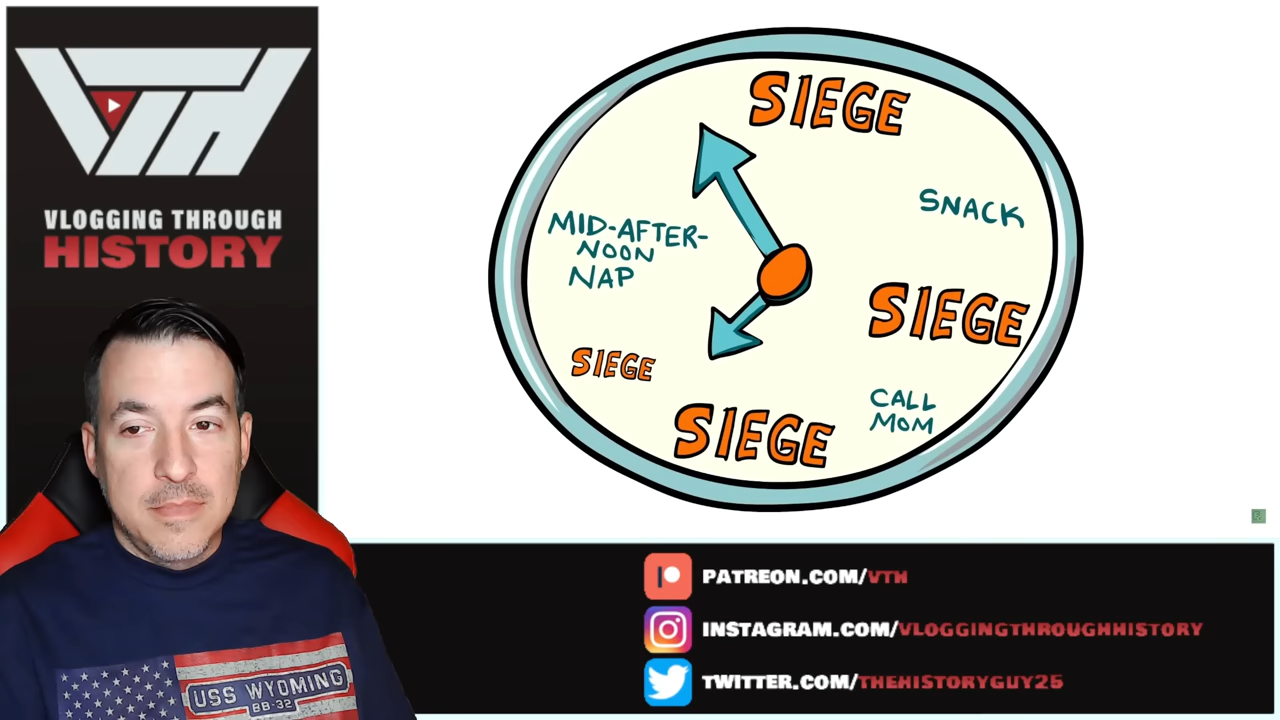 VTH
VLOGGING THROUGH
HISTORY
SIEGE
SNACK
MID-AFTER-
NOON
NAP
SIEGE
SIEGE
CALL
MOM
SIEGE
USS WYOMING
BB-32
PATREON.COM/VTH
INSTAGRAM.COM/VLOGGINGTHROUGHHISTORY
TWITTER.COM/THEHISTORYGUY25